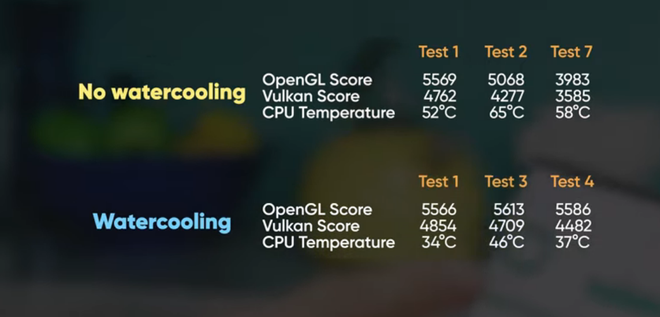 Test 1 Test 2 Test 7
No watercooling
OpenGL Score 5569 5068 3983
Vulkan Score 4762 4277 3585
CPU Temperature 52°C 65°C 58°C
Test 1 Test 3 Test 4
Watercooling
OpenGL Score 5566 5613 5586
Vulkan Score 4854 4709 4482
CPU Temperature 34°C 46°C 37°C